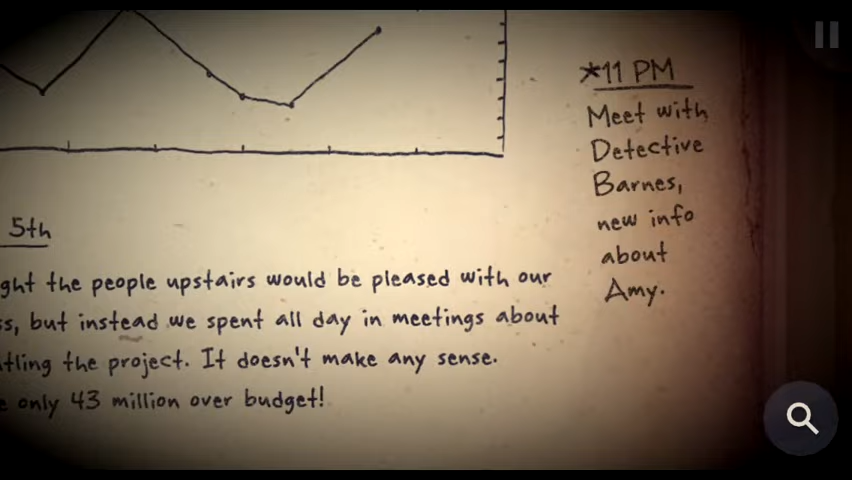 *11 PM
Meet with
Detective
Barnes,
new info
about
Amy.
5th
ght the people upstairs would be pleased with our
ss, but instead we spent all day in meetings about
tling the project. It doesn't make any sense.
e only 43 million over budget!